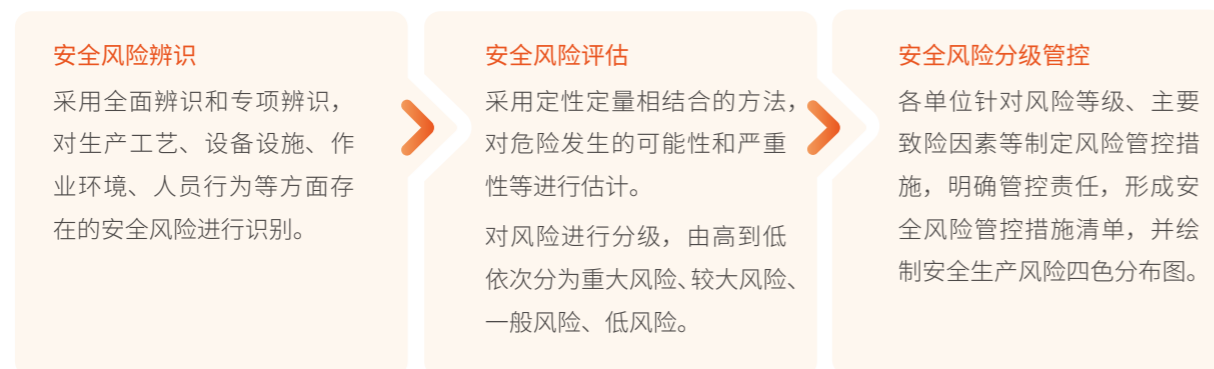 安全风险辨识
采用全面辨识和专项辨识，
对生产工艺、设备设施、作
业环境、人员行为等方面存
在的安全风险进行识别。
安全风险评估
采用定性定量相结合的方法，
对危险发生的可能性和严重
性等进行估计。
对风险进行分级，由高到低
依次分为重大风险、较大风险、
一般风险、低风险。
安全风险分级管控
各单位针对风险等级、主要
致险因素等制定风险管控措
施，明确管控责任，形成安
全风险管控措施清单，并绘
制安全生产风险四色分布图。